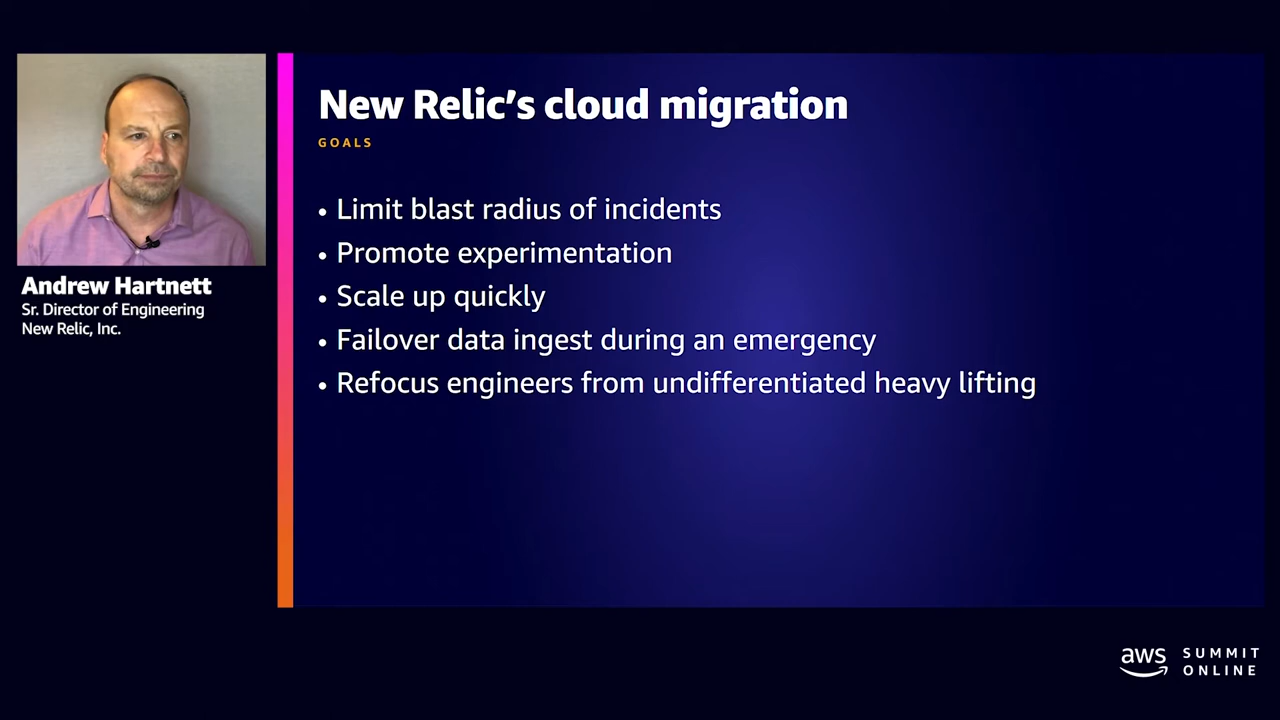 New Relic’s cloud migration
GOALS
• Limit blast radius of incidents
• Promote experimentation
• Scale up quickly
• Failover data ingest during an emergency
• Refocus engineers from undifferentiated heavy lifting
Andrew Hartnett
Sr. Director of Engineering
New Relic, Inc.
aws
SUMMIT
ONLINE